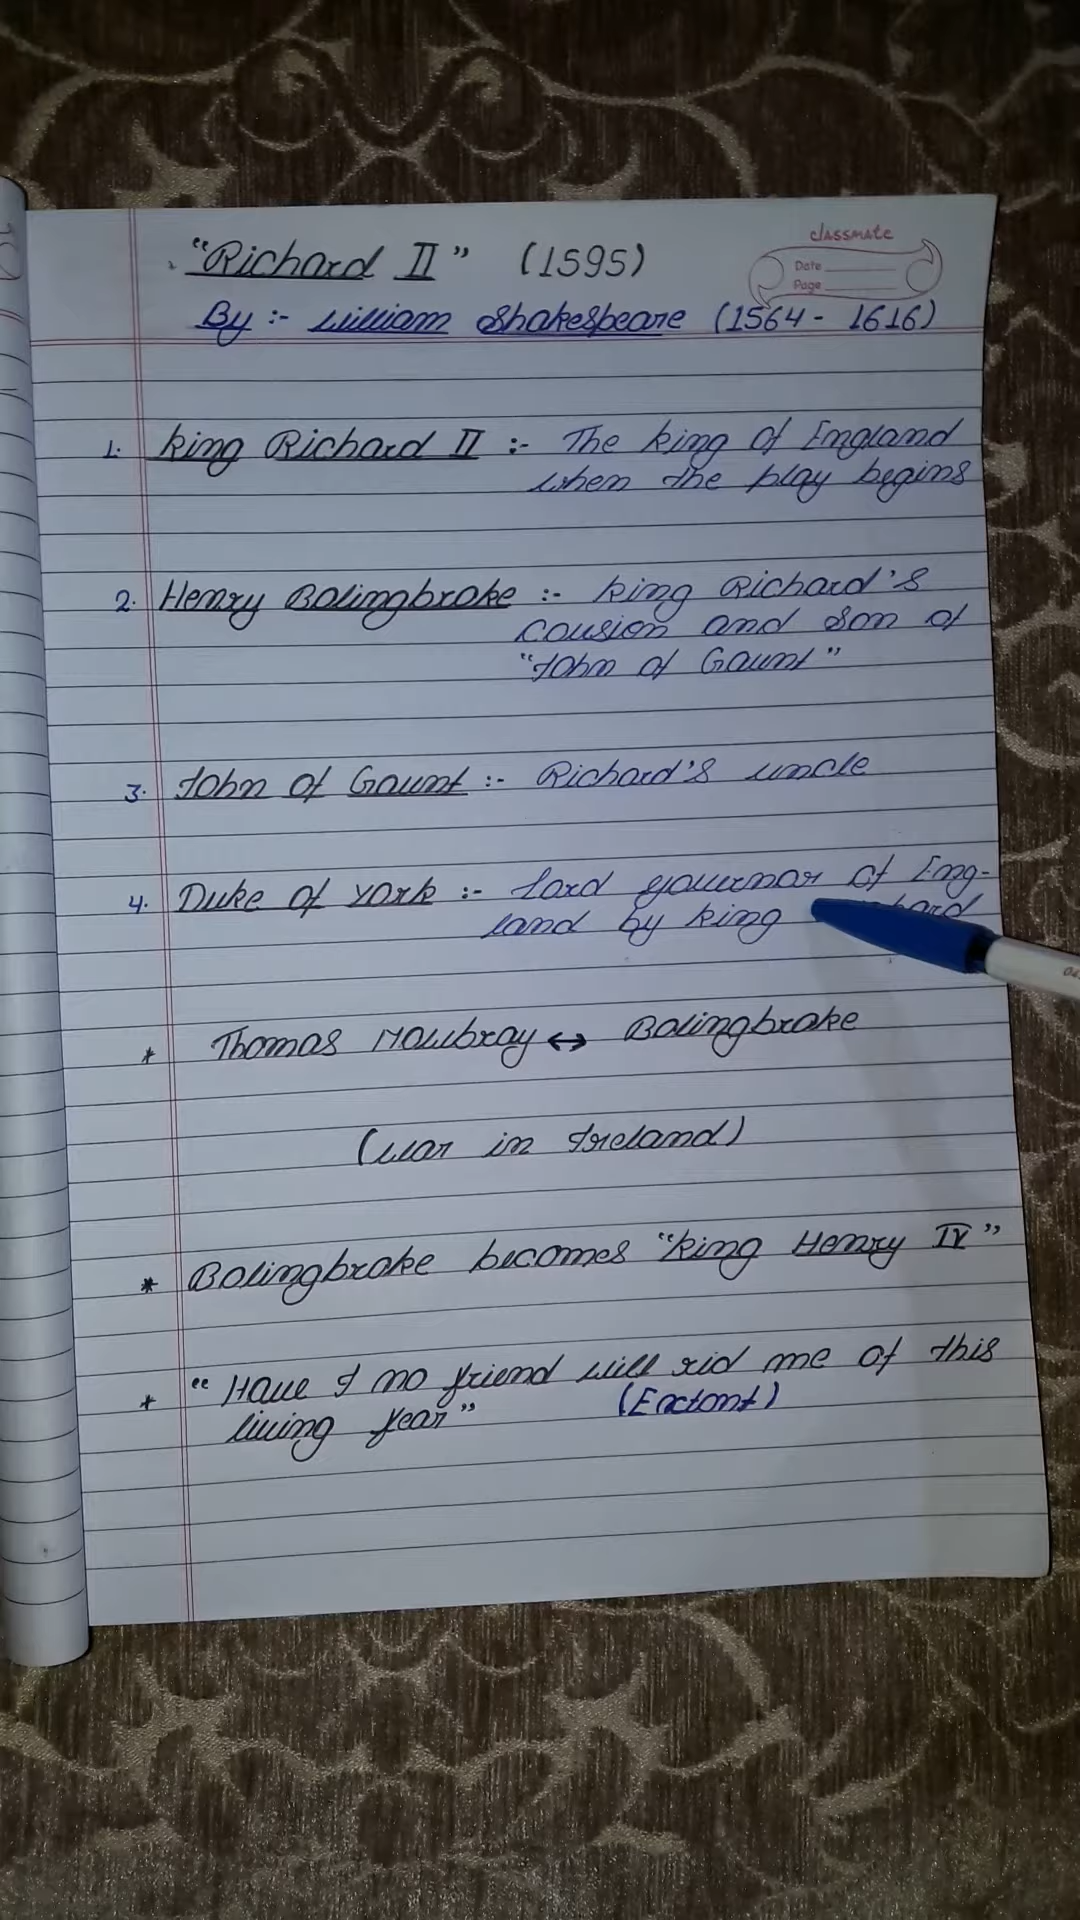 "Richard II" (1595)
classmate
Date
Page
By :- William Shakespeare (1564 - 1616)
1. King Richard II :- The king of England
when the play begins
2. Henry Bolingbroke :- King Richard's
cousien and son of
"John of Gaunt"
3. John of Gaunt :- Richard's uncle
4. Duke of York :- Lord governor of Eng-
land by king
* Thomas Mowbray ↔ Bolingbroke
(war in Ireland)
* Bolingbroke becomes "King Henry IV"
* "Have I no friend will rid me of this
living fear" (Enctont)